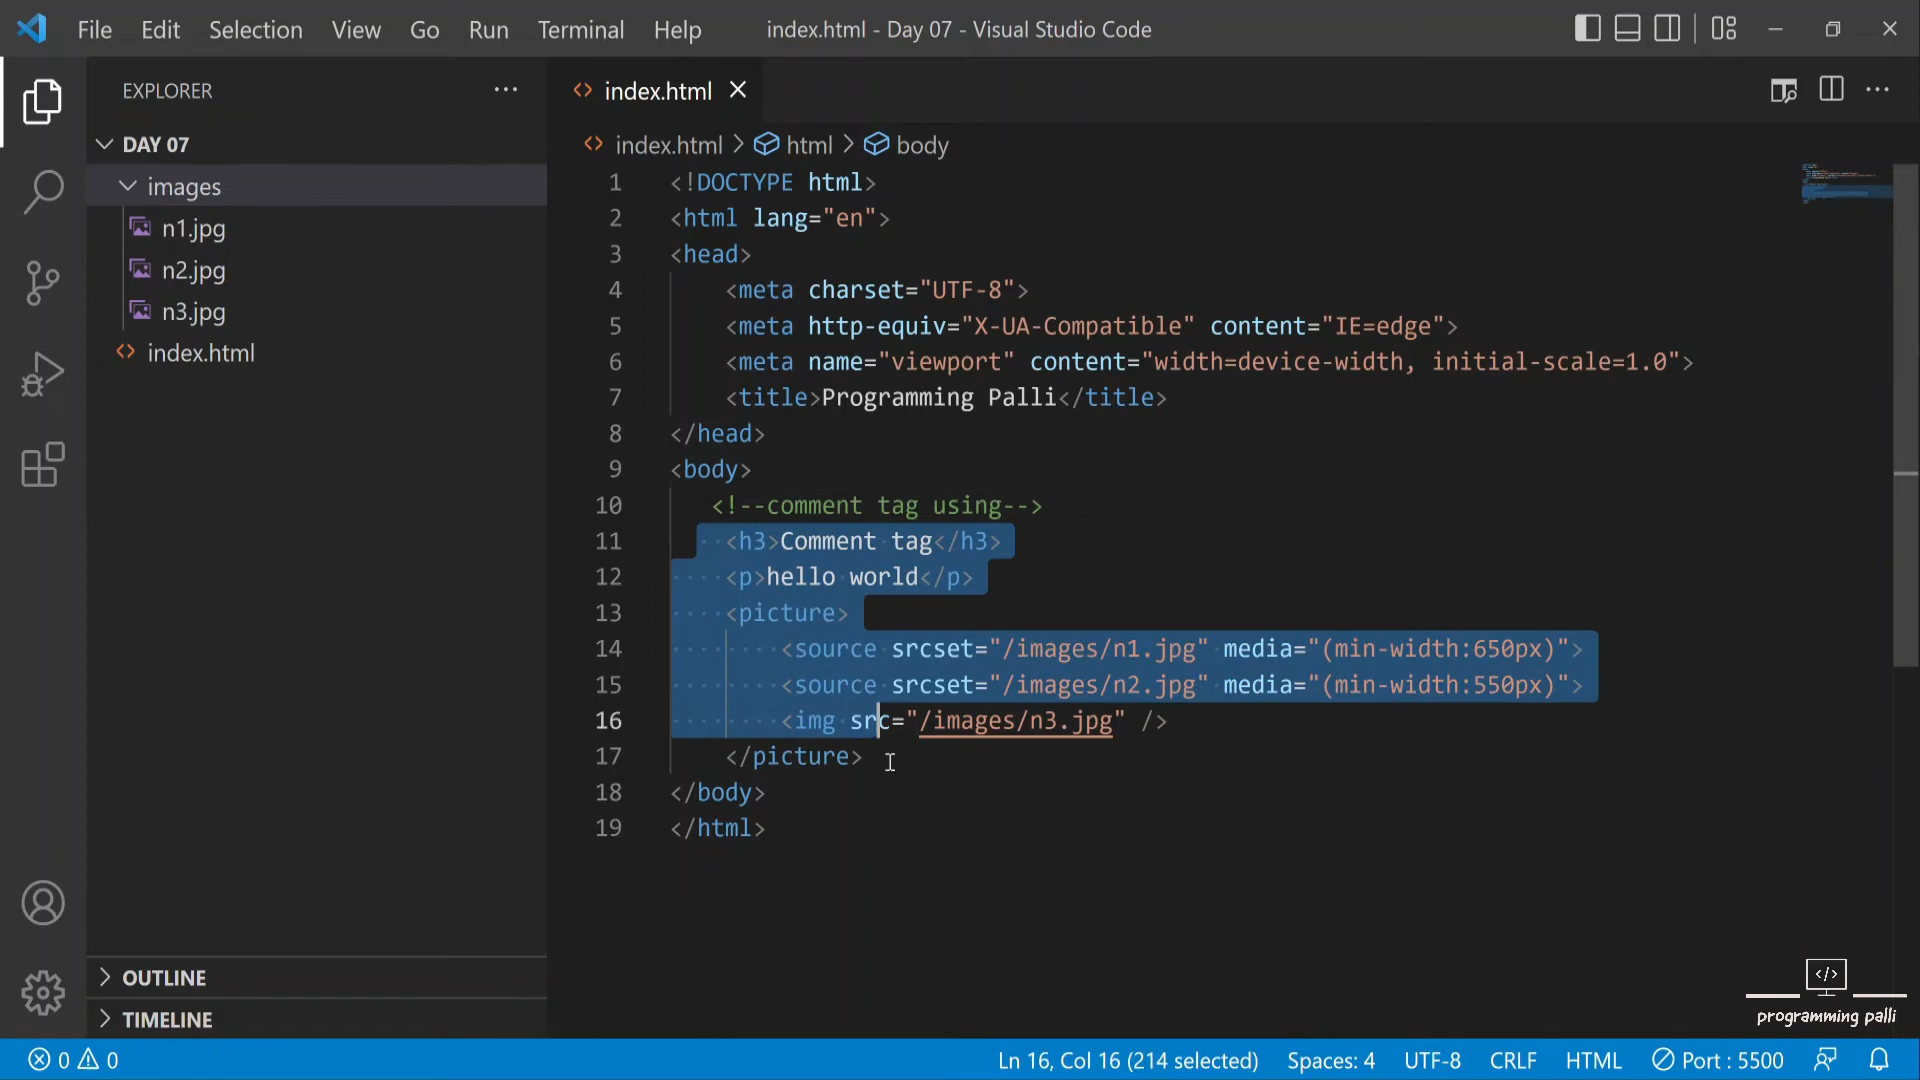 File Edit Selection View Go Run Terminal Help index.html - Day 07 - Visual Studio Code
EXPLORER
DAY 07
images
n1.jpg
n2.jpg
n3.jpg
index.html
OUTLINE
TIMELINE
index.html
index.html > html > body
1 <!DOCTYPE html>
2 <html lang="en">
3 <head>
4 <meta charset="UTF-8">
5 <meta http-equiv="X-UA-Compatible" content="IE=edge">
6 <meta name="viewport" content="width=device-width, initial-scale=1.0">
7 <title>Programming Palli</title>
8 </head>
9 <body>
10 <!--comment tag using-->
11 <h3>Comment tag</h3>
12 <p>hello world</p>
13 <picture>
14 <source srcset="/images/n1.jpg" media="(min-width:650px)">
15 <source srcset="/images/n2.jpg" media="(min-width:550px)">
16 <img src="/images/n3.jpg" />
17 </picture>
18 </body>
19 </html>
</>
programming palli
0 0 Ln 16, Col 16 (214 selected) Spaces: 4 UTF-8 CRLF HTML Port : 5500